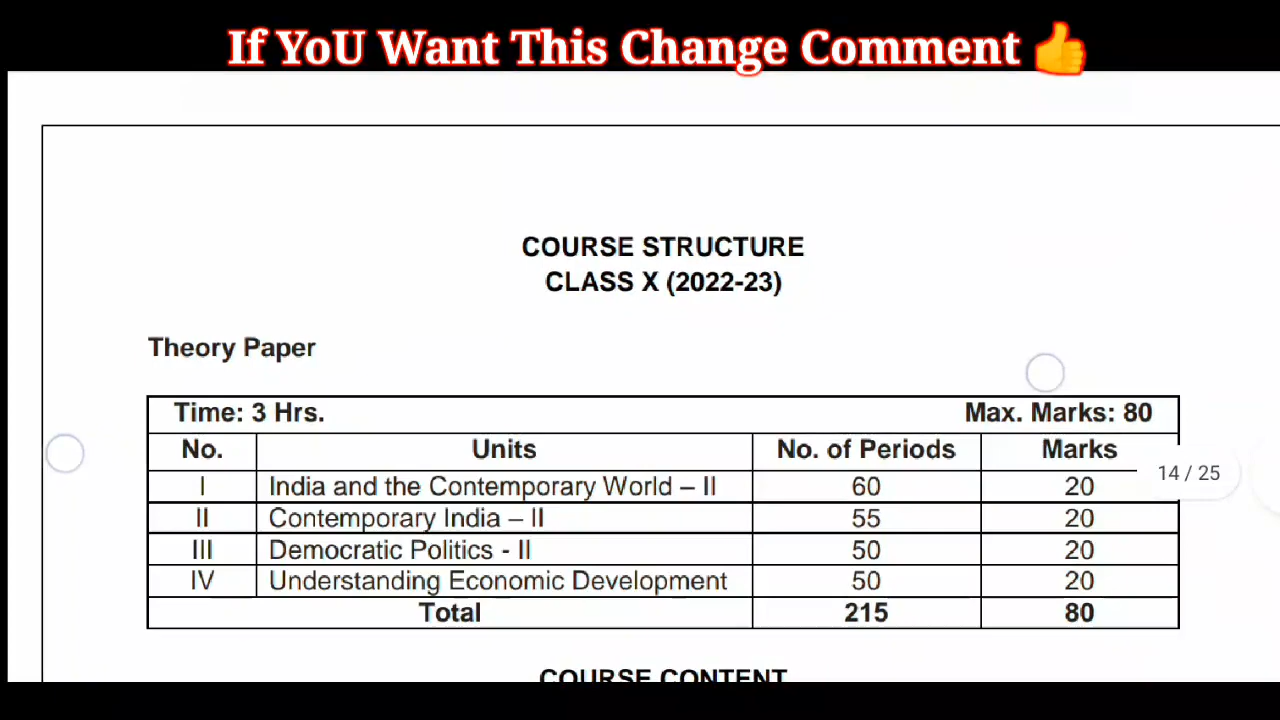 If YoU Want This Change Comment 👍
COURSE STRUCTURE
CLASS X (2022-23)
Theory Paper
Time: 3 Hrs. Max. Marks: 80
No. Units No. of Periods Marks
14 / 25
I India and the Contemporary World – II 60 20
II Contemporary India – II 55 20
III Democratic Politics - II 50 20
IV Understanding Economic Development 50 20
Total 215 80
COURSE CONTENT